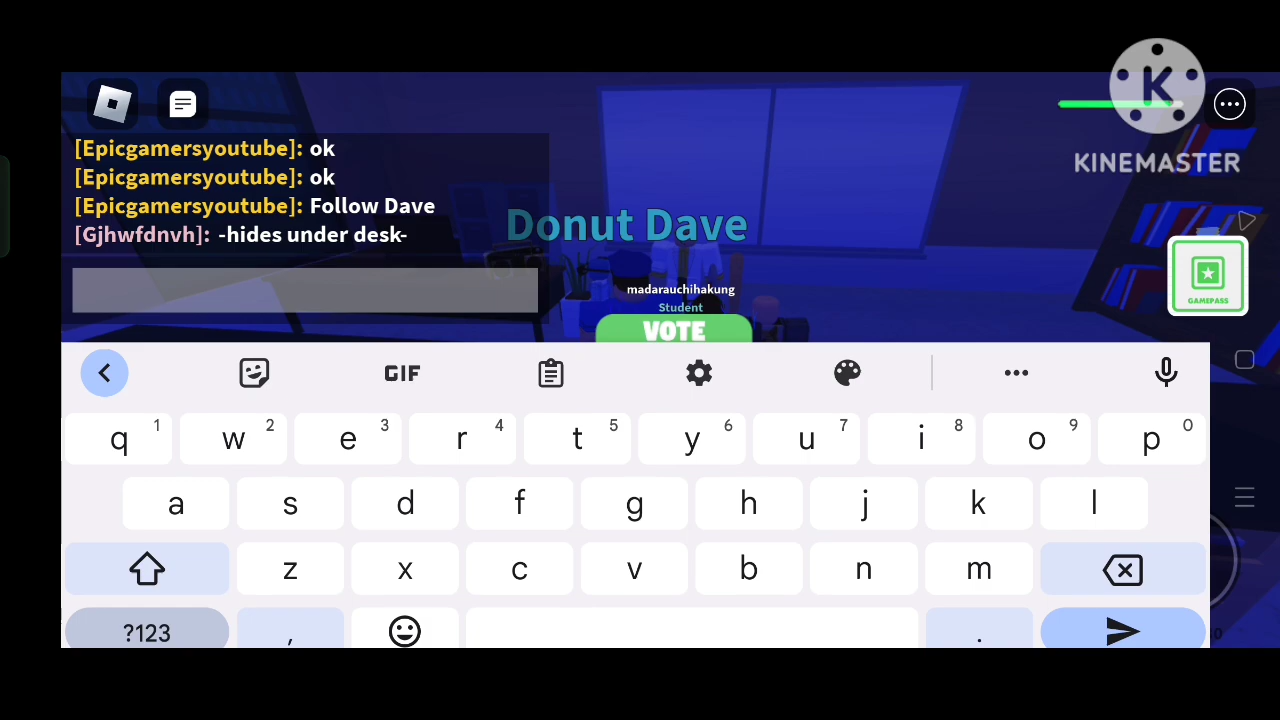 K
KINEMASTER
[Epicgamersyoutube]: ok
[Epicgamersyoutube]: ok
[Epicgamersyoutube]: Follow Dave
[Gjhwfdnvh]: -hides under desk-
Donut Dave
madarauchihakung
Student
VOTE
GAMEPASS
GIF
q 1 w 2 e 3 r 4 t 5 y 6 u 7 i 8 o 9 p 0
a s d f g h j k l
z x c v b n m
?123 , .